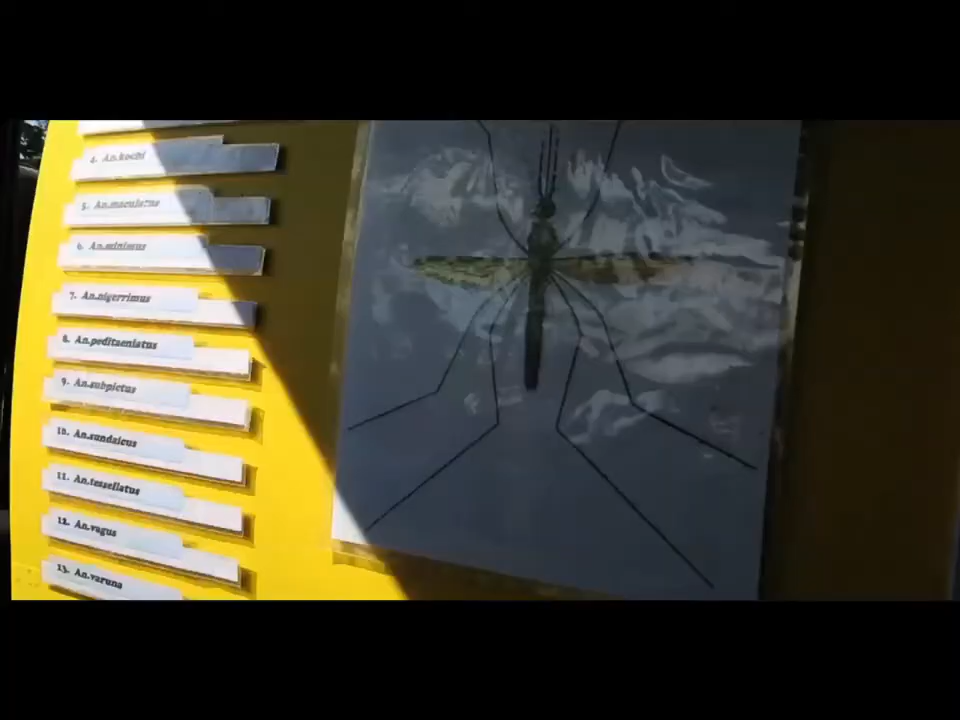 4. An.kochi
5. An.maculatus
6. An.minimus
7. An.nigerrimus
8. An.peditaeniatus
9. An.subpictus
10. An.sundaicus
11. An.tessellatus
12. An.vagus
13. An.varuna